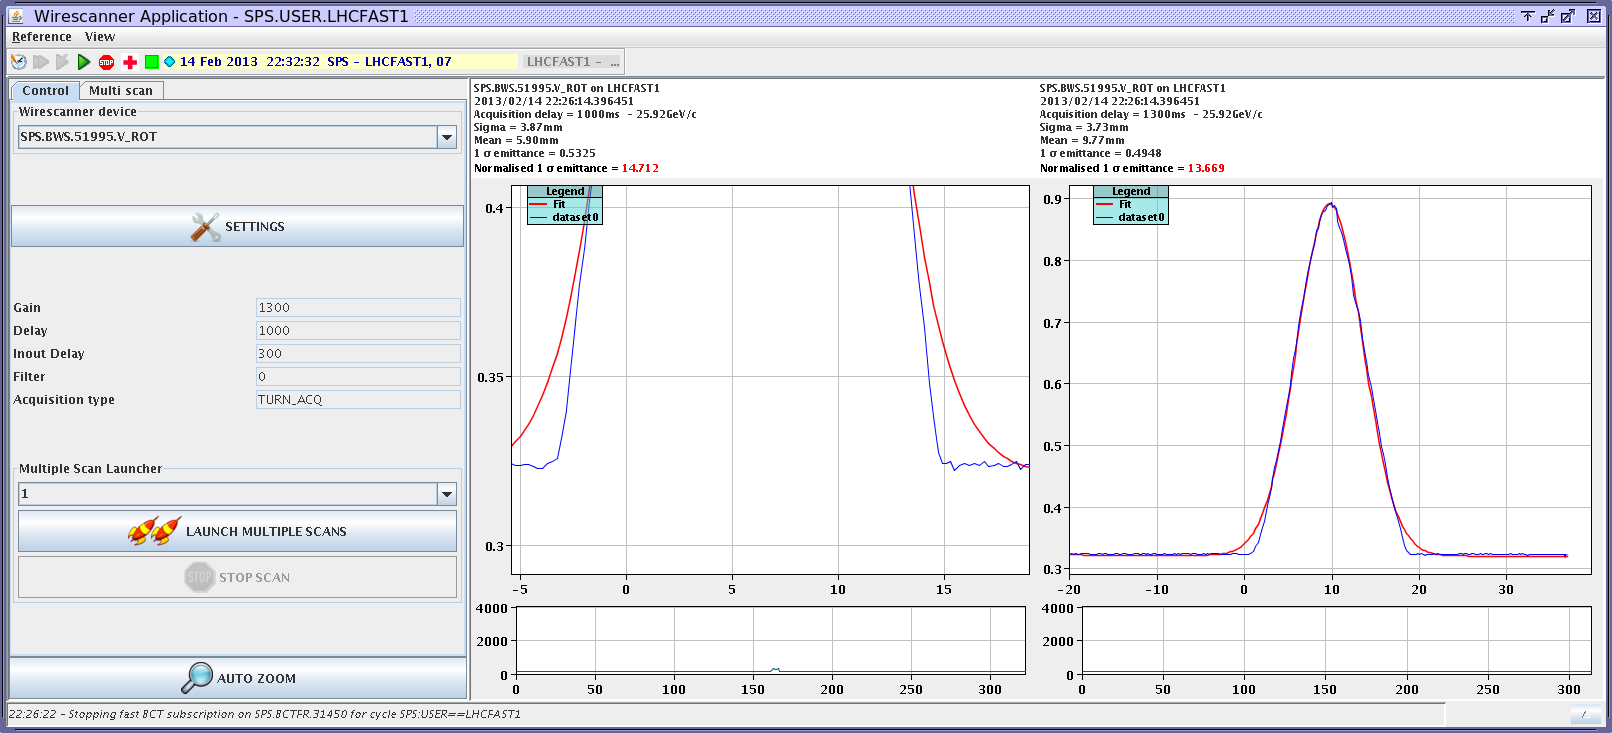 Wirescanner Application - SPS.USER.LHCFAST1
Reference View
STOP 14 Feb 2013 22:32:32 SPS - LHCFAST1, 07 LHCFAST1 - ...
Control Multi scan
Wirescanner device
SPS.BWS.51995.V_ROT
SETTINGS
Gain 1300
Delay 1000
Inout Delay 300
Filter 0
Acquisition type TURN_ACQ
Multiple Scan Launcher
1
LAUNCH MULTIPLE SCANS
STOP STOP SCAN
AUTO ZOOM
SPS.BWS.51995.V_ROT on LHCFAST1
2013/02/14 22:26:14.396451
Acquisition delay = 1000ms - 25.92GeV/c
Sigma = 3.87mm
Mean = 5.90mm
1 σ emittance = 0.5325
Normalised 1 σ emittance = 14.712
Legend
Fit
dataset0
0.4
0.35
0.3
-5 0 5 10 15
4000
2000
0
0 50 100 150 200 250 300
SPS.BWS.51995.V_ROT on LHCFAST1
2013/02/14 22:26:14.396451
Acquisition delay = 1300ms - 25.92GeV/c
Sigma = 3.73mm
Mean = 9.77mm
1 σ emittance = 0.4948
Normalised 1 σ emittance = 13.669
Legend
Fit
dataset0
0.9
0.8
0.7
0.6
0.5
0.4
0.3
-20 -10 0 10 20 30
4000
2000
0
0 50 100 150 200 250 300
22:26:22 - Stopping fast BCT subscription on SPS.BCTFR.31450 for cycle SPS:USER==LHCFAST1